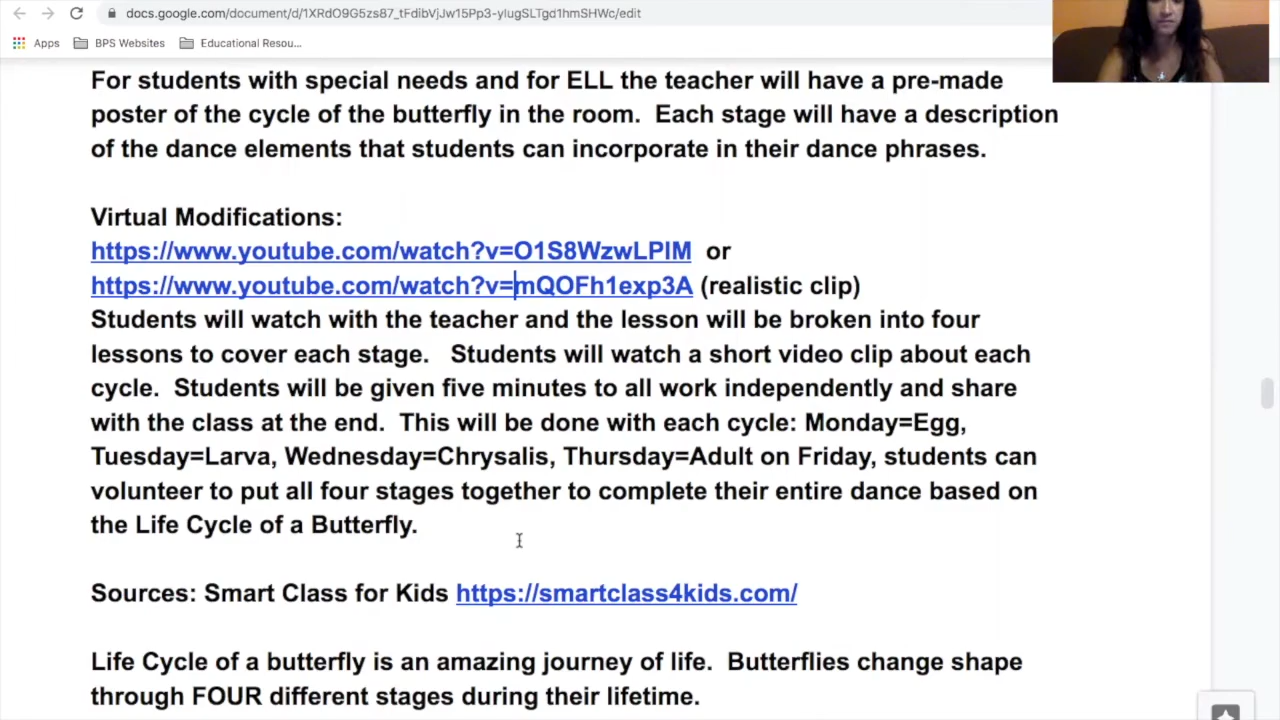 docs.google.com/document/d/1XRdO9G5zs87_tFdibVjJw15Pp3-yIugSLTgd1hmSHWc/edit
Apps BPS Websites Educational Resou...
For students with special needs and for ELL the teacher will have a pre-made
poster of the cycle of the butterfly in the room. Each stage will have a description
of the dance elements that students can incorporate in their dance phrases.
Virtual Modifications:
https://www.youtube.com/watch?v=O1S8WzwLPlM or
https://www.youtube.com/watch?v=mQOFh1exp3A (realistic clip)
Students will watch with the teacher and the lesson will be broken into four
lessons to cover each stage. Students will watch a short video clip about each
cycle. Students will be given five minutes to all work independently and share
with the class at the end. This will be done with each cycle: Monday=Egg,
Tuesday=Larva, Wednesday=Chrysalis, Thursday=Adult on Friday, students can
volunteer to put all four stages together to complete their entire dance based on
the Life Cycle of a Butterfly.
Sources: Smart Class for Kids https://smartclass4kids.com/
Life Cycle of a butterfly is an amazing journey of life. Butterflies change shape
through FOUR different stages during their lifetime.